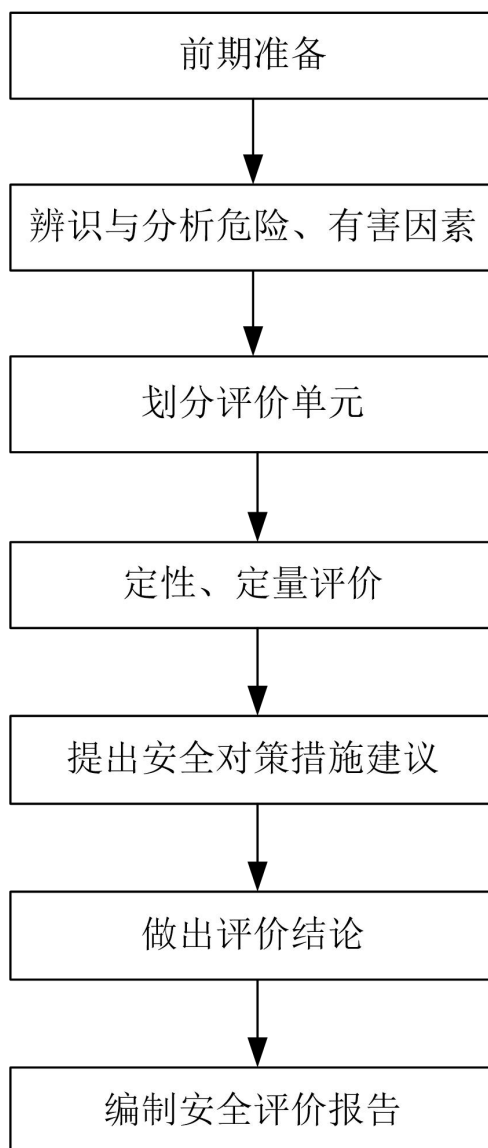 前期准备
辨识与分析危险、有害因素
划分评价单元
定性、定量评价
提出安全对策措施建议
做出评价结论
编制安全评价报告